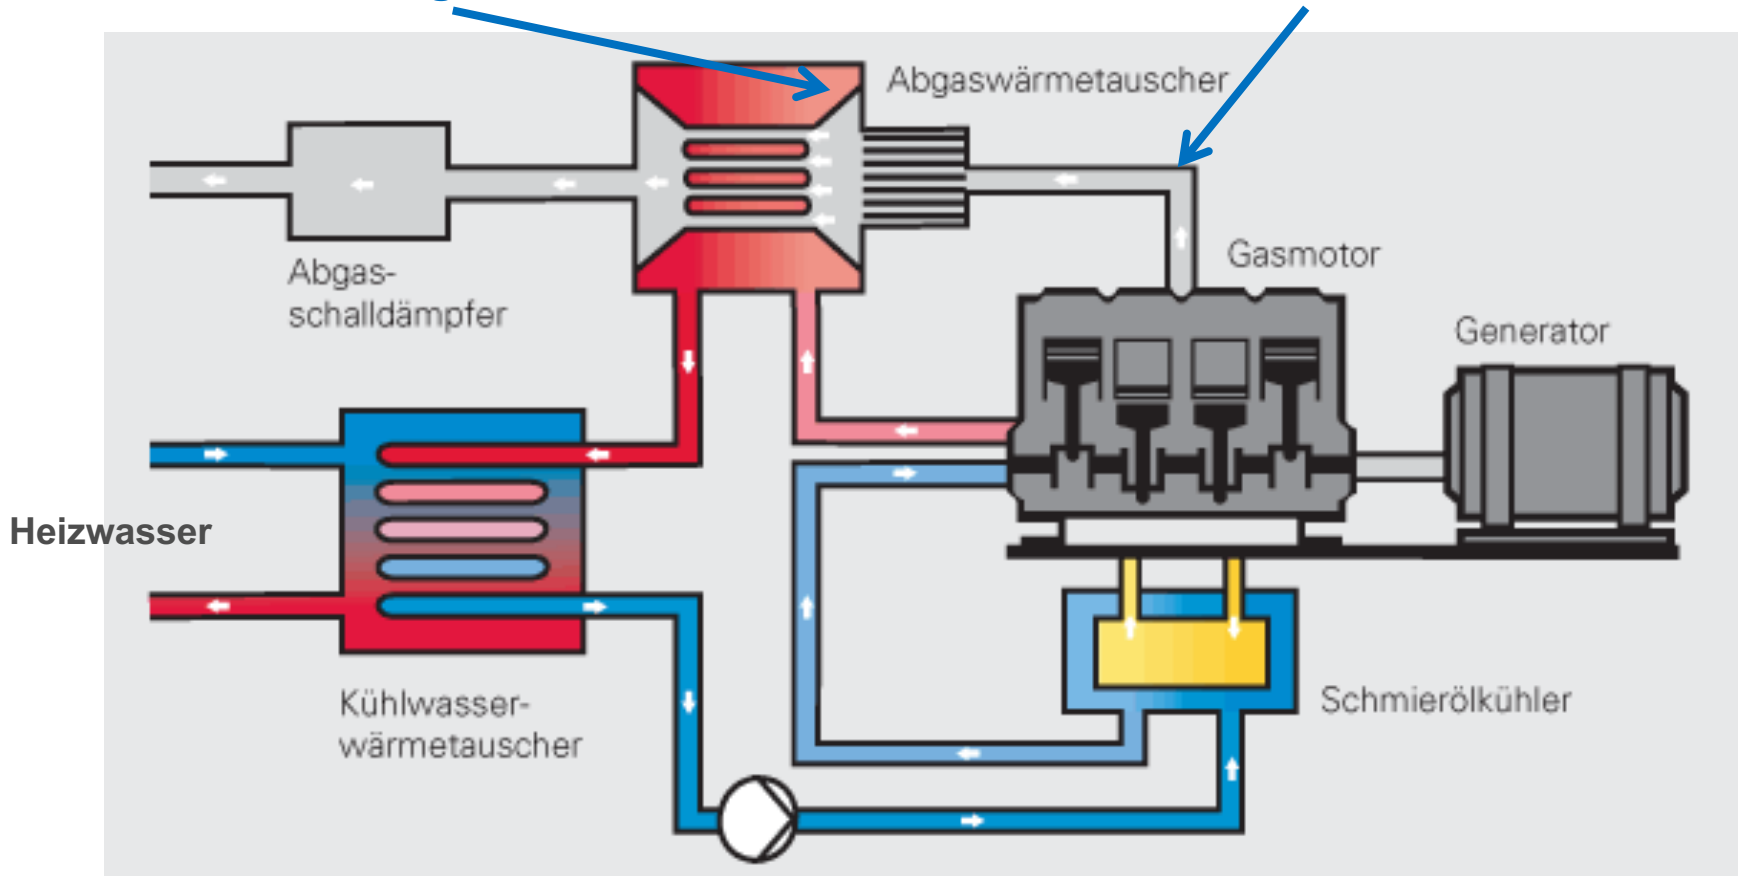 Abgaswärmetauscher
Gasmotor
Abgas-
schalldämpfer
Generator
Heizwasser
Kühlwasser-
wärmetauscher
Schmierölkühler